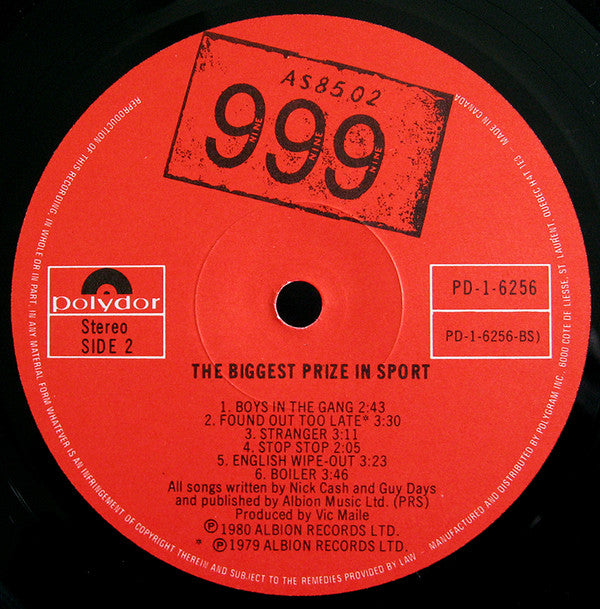 AS8502
999
NINE NINE NINE
polydor
Stereo
SIDE 2
PD-1-6256
PD-1-6256-BS)
THE BIGGEST PRIZE IN SPORT
1. BOYS IN THE GANG 2:43
2. FOUND OUT TOO LATE* 3:30
3. STRANGER 3:11
4. STOP STOP 2:05
5. ENGLISH WIPE-OUT 3:23
6. BOILER 3:46
All songs written by Nick Cash and Guy Days
and published by Albion Music Ltd. (PRS)
Produced by Vic Maile
℗ 1980 ALBION RECORDS LTD.
* ℗ 1979 ALBION RECORDS LTD.
REPRODUCTION OF THIS RECORDING, IN WHOLE OR IN PART, IN ANY MATERIAL FORM WHATEVER IS AN INFRINGEMENT OF COPYRIGHT THEREIN AND SUBJECT TO THE REMEDIES PROVIDED BY LAW – MANUFACTURED AND DISTRIBUTED BY POLYGRAM INC., 6000 COTE DE LIESSE, ST. LAURENT, QUEBEC H4T 1E3 – MADE IN CANADA